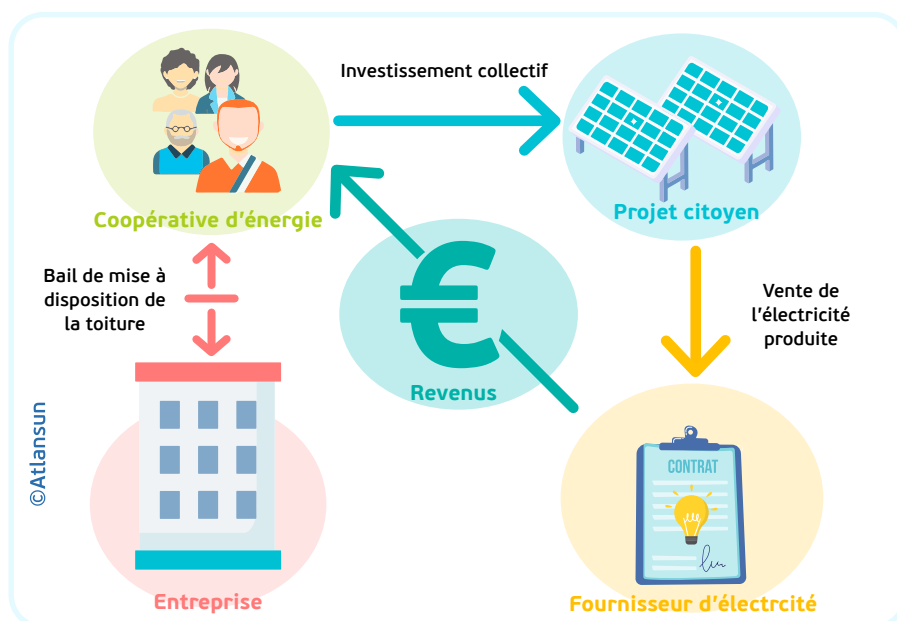 Investissement collectif
Coopérative d'énergie
Projet citoyen
Bail de mise à
disposition de
la toiture
Vente de
l'électricité
produite
€
Revenus
CONTRAT
©Atlansun
Entreprise
Fournisseur d'électrcité